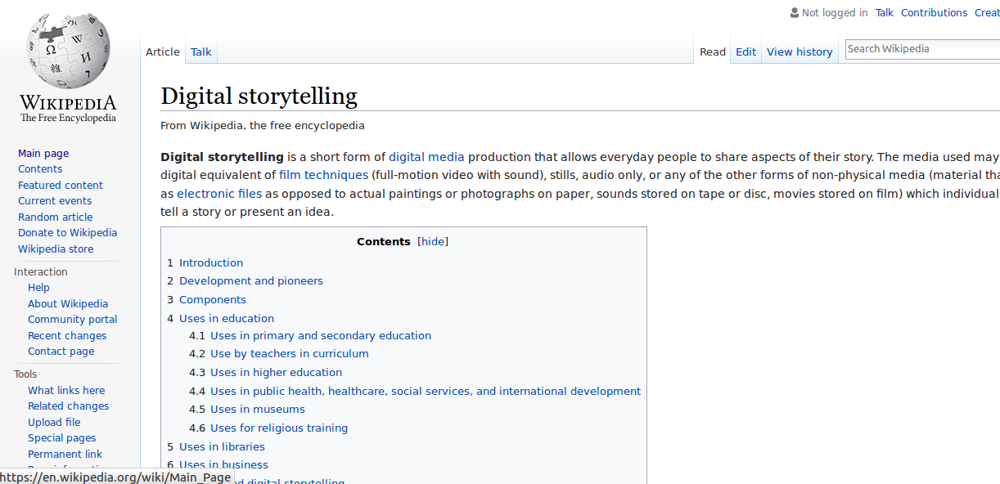 Not logged in Talk Contributions
Article Talk Read Edit View history Search Wikipedia
WIKIPEDIA
The Free Encyclopedia
Main page
Contents
Featured content
Current events
Random article
Donate to Wikipedia
Wikipedia store
Interaction
Help
About Wikipedia
Community portal
Recent changes
Contact page
Tools
What links here
Related changes
Upload file
Special pages
Permanent link
https://en.wikipedia.org/wiki/Main_Page
Digital storytelling
From Wikipedia, the free encyclopedia
Digital storytelling is a short form of digital media production that allows everyday people to share aspects of their story. The media used may
digital equivalent of film techniques (full-motion video with sound), stills, audio only, or any of the other forms of non-physical media (material
as electronic files as opposed to actual paintings or photographs on paper, sounds stored on tape or disc, movies stored on film) which
tell a story or present an idea.
Contents [hide]
1 Introduction
2 Development and pioneers
3 Components
4 Uses in education
4.1 Uses in primary and secondary education
4.2 Use by teachers in curriculum
4.3 Uses in higher education
4.4 Uses in public health, healthcare, social services, and international development
4.5 Uses in museums
4.6 Uses for religious training
5 Uses in libraries
6 Uses in business
digital storytelling